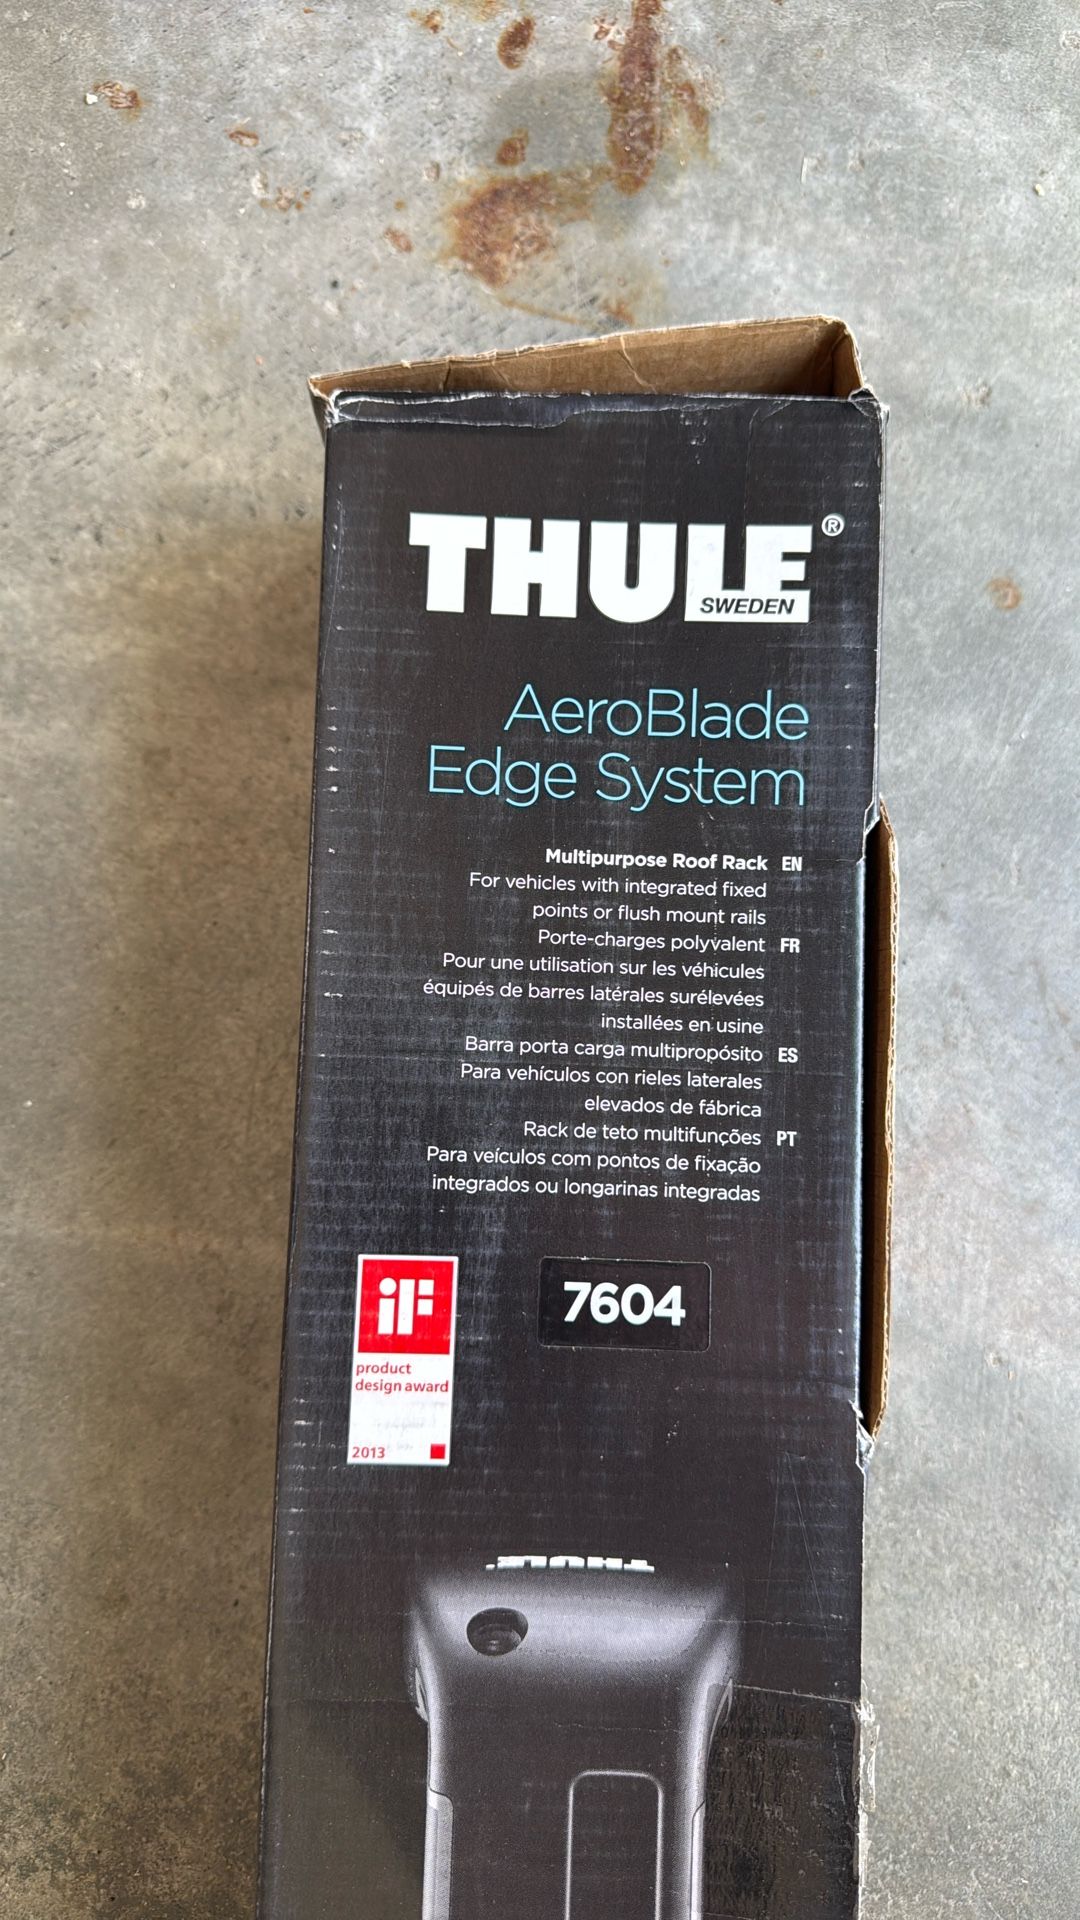 THULE®
SWEDEN
AeroBlade
Edge System
Multipurpose Roof Rack EN
For vehicles with integrated fixed
points or flush mount rails
Porte-charges polyvalent FR
Pour une utilisation sur les véhicules
équipés de barres latérales surélevées
installées en usine
Barra porta carga multipropósito ES
Para vehículos con rieles laterales
elevados de fábrica
Rack de teto multifunções PT
Para veículos com pontos de fixação
integrados ou longarinas integradas
iF
product
design award
2013
7604
THULE